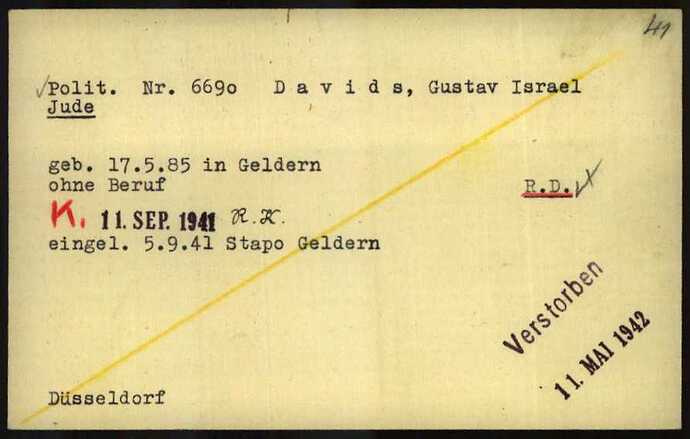 41
✓Polit. Nr. 669o D a v i d s, Gustav Israel
Jude
geb. 17.5.85 in Geldern
ohne Beruf
R.D.
K. 11. SEP. 1941 R.K.
eingel. 5.9.41 Stapo Geldern
Verstorben
11. MAI 1942
Düsseldorf